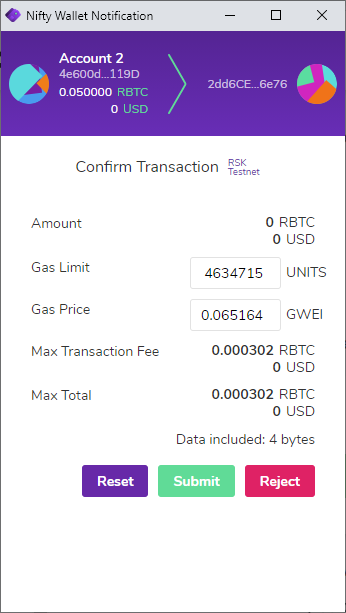 Nifty Wallet Notification
Account 2
4e600d...119D
0.050000 RBTC
0 USD
2dd6CE...6e76
Confirm Transaction RSK Testnet
Amount 0 RBTC
0 USD
Gas Limit 4634715 UNITS
Gas Price 0.065164 GWEI
Max Transaction Fee 0.000302 RBTC
0 USD
Max Total 0.000302 RBTC
0 USD
Data included: 4 bytes
Reset Submit Reject